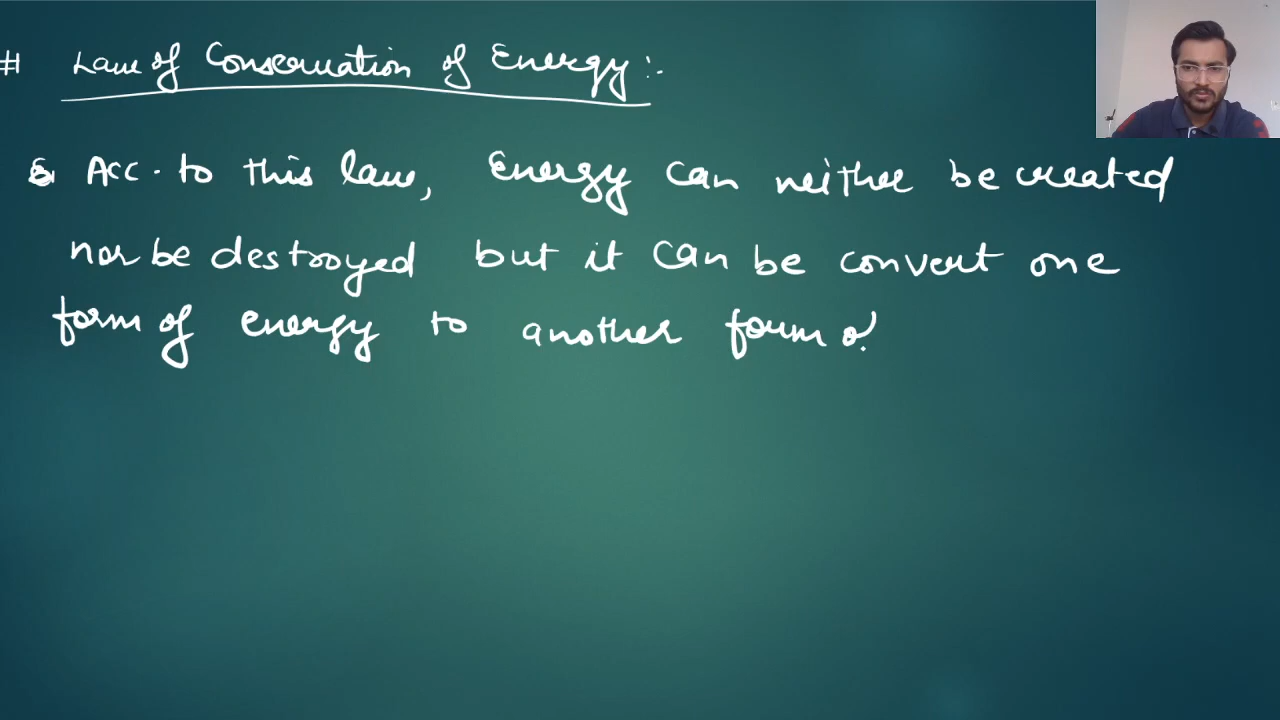 # Law of Conservation of Energy :-
Acc. to this law, Energy can neither be created
nor be destroyed but it can be convert one
form of energy to another form o